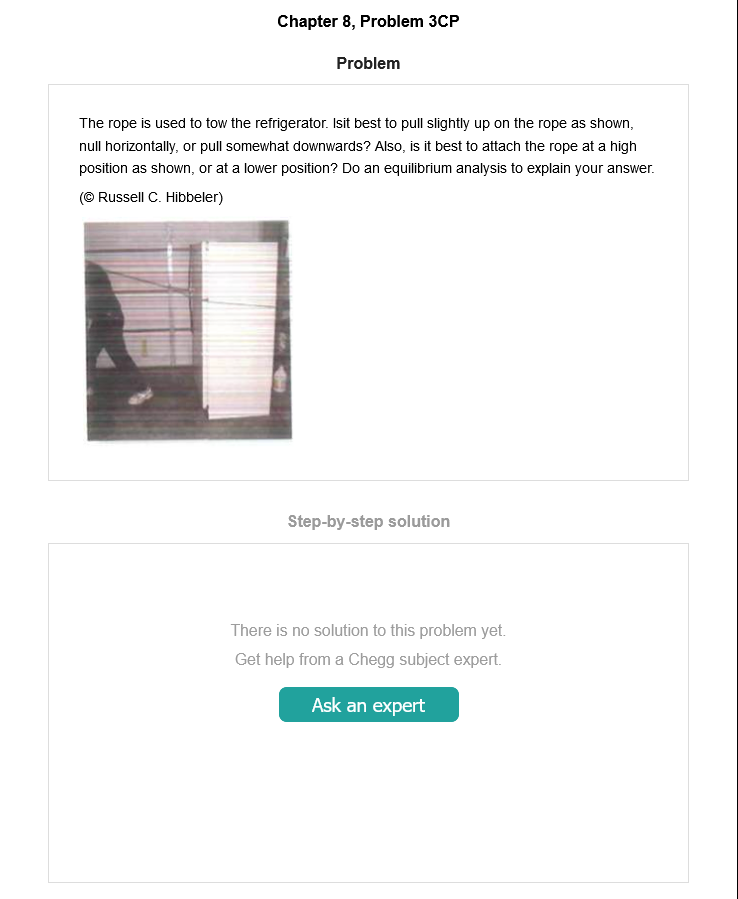 Chapter 8, Problem 3CP
Problem
The rope is used to tow the refrigerator. Isit best to pull slightly up on the rope as shown,
null horizontally, or pull somewhat downwards? Also, is it best to attach the rope at a high
position as shown, or at a lower position? Do an equilibrium analysis to explain your answer.
(© Russell C. Hibbeler)
Step-by-step solution
There is no solution to this problem yet.
Get help from a Chegg subject expert.
Ask an expert